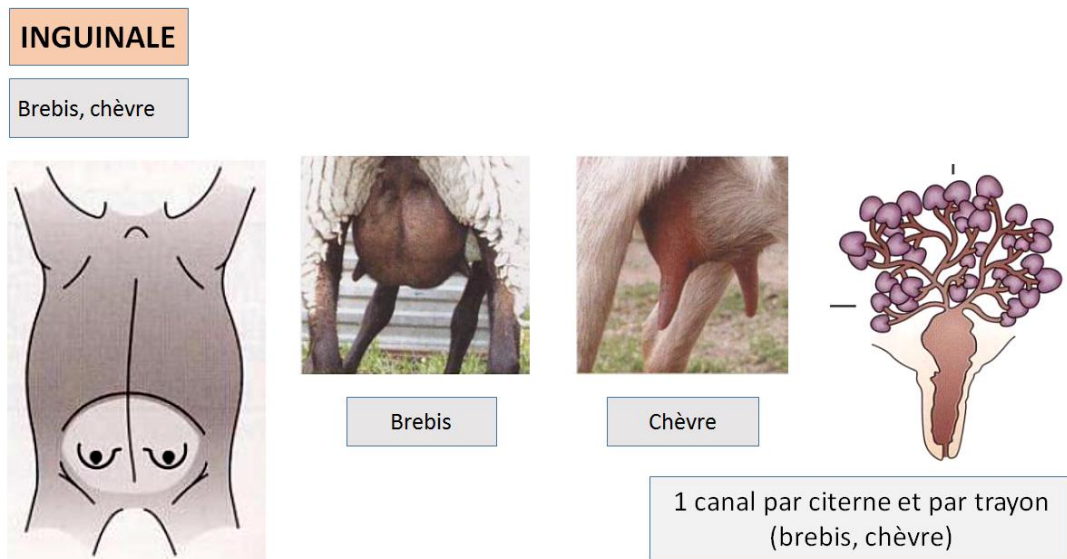 INGUINALE
Brebis, chèvre
Brebis
Chèvre
1 canal par citerne et par trayon
(brebis, chèvre)